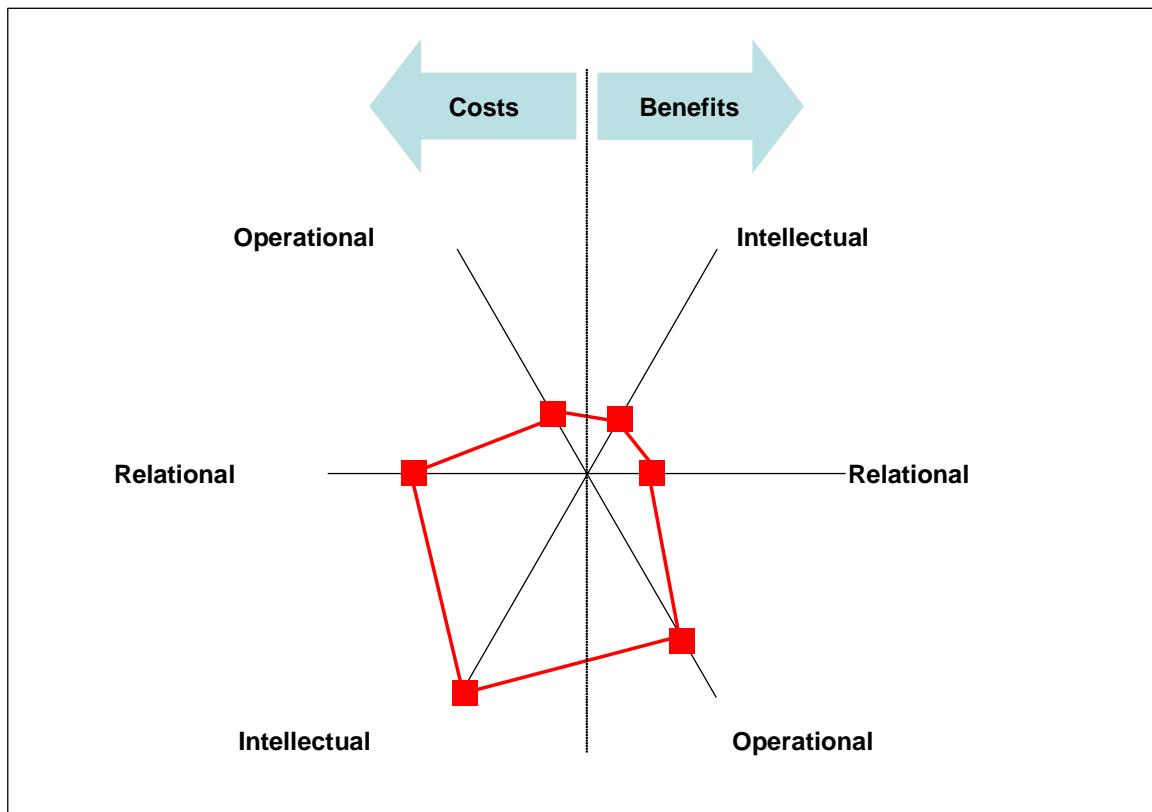 Costs
Benefits
Operational
Intellectual
Relational
Relational
Intellectual
Operational